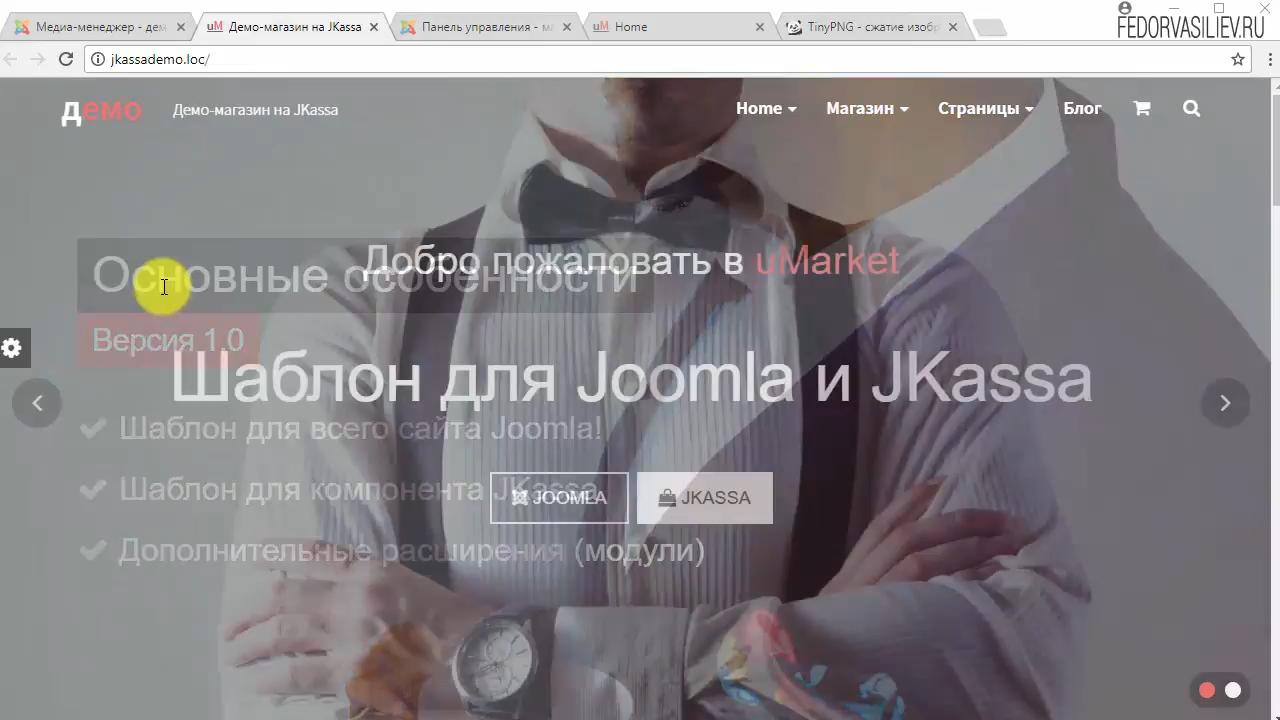 Медиа-менеджер - дем
Демо-магазин на JKassa
Панель управления - ма
Home
TinyPNG - сжатие изобр
FEDORVASILIEV.RU
jkassademo.loc/
демо
Демо-магазин на JKassa
Home
Магазин
Страницы
Блог
Добро пожаловать в uMarket
Основные особенности
Версия 1.0
Шаблон для Joomla и JKassa
Шаблон для всего сайта Joomla!
Шаблон для компонента JKassa
JOOMLA
JKASSA
Дополнительные расширения (модули)